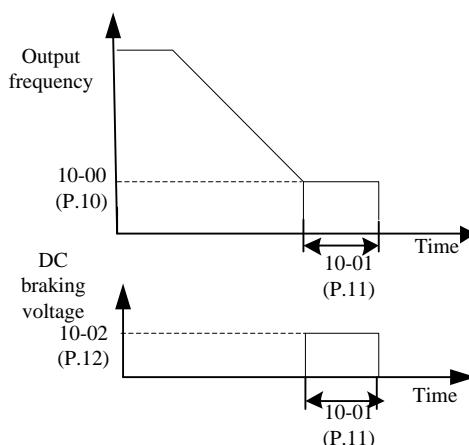 Output
frequency
10-00
(P.10)
Time
10-01
(P.11)
DC
braking
voltage
10-02
(P.12)
Time
10-01
(P.11)